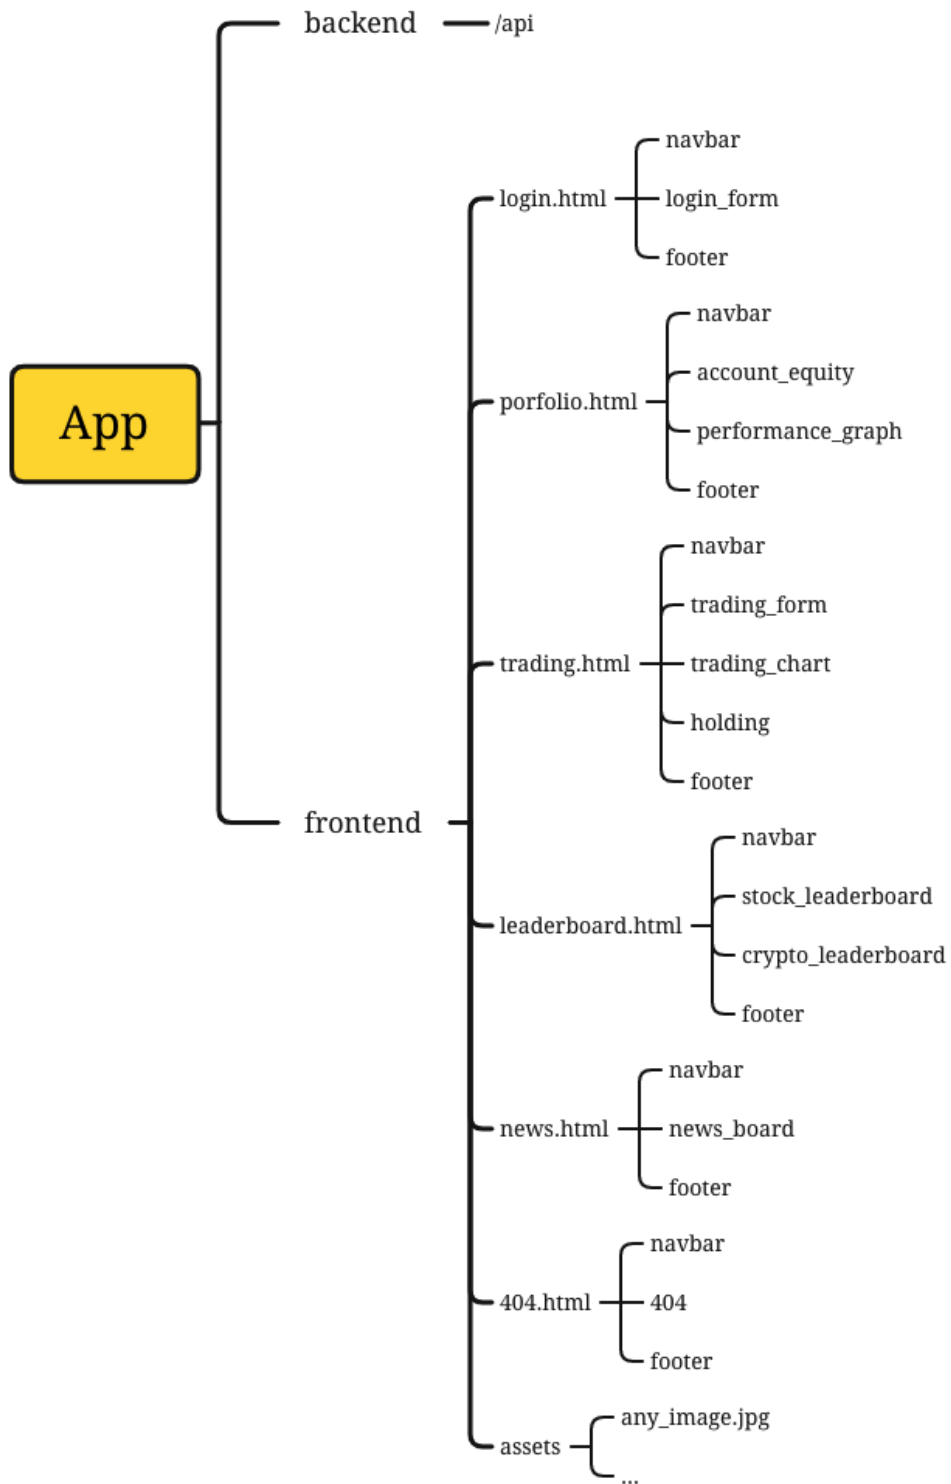 backend
/api
navbar
login.html
login_form
footer
navbar
account_equity
porfolio.html
performance_graph
App
footer
navbar
trading_form
trading.html
trading_chart
holding
footer
frontend
navbar
stock_leaderboard
leaderboard.html
crypto_leaderboard
footer
navbar
news.html
news_board
footer
navbar
404.html
404
footer
any_image.jpg
assets
...